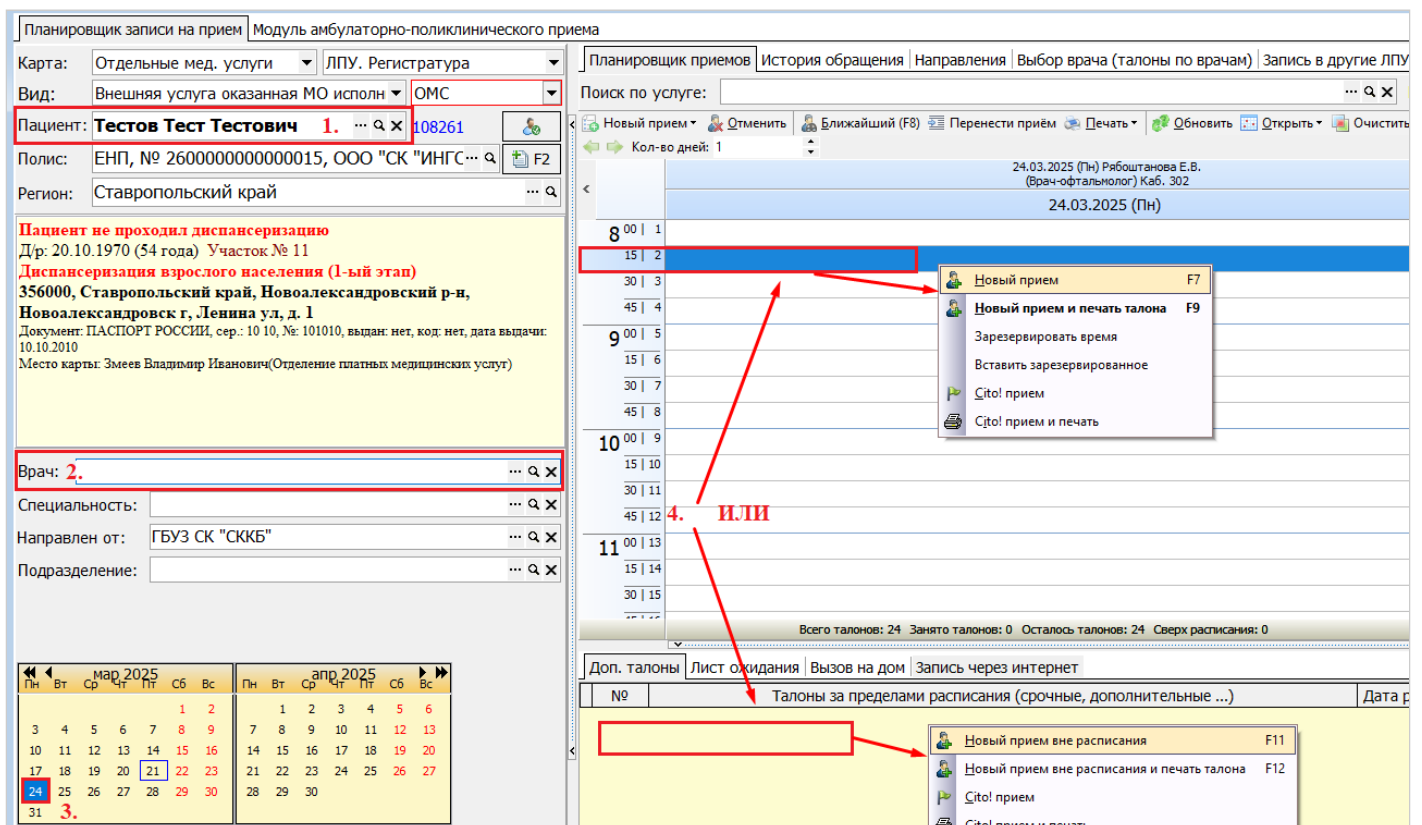 Планировщик записи на прием Модуль амбулаторно-поликлинического приема
Карта: Отдельные мед. услуги ЛПУ. Регистратура
Вид: Внешняя услуга оказанная МО исполн ОМС
Пациент: Тестов Тест Тестович 1. 108261
Полис: ЕНП, № 2600000000000015, ООО "СК "ИНГС F2
Регион: Ставропольский край
Пациент не проходил диспансеризацию
Д/р: 20.10.1970 (54 года) Участок № 11
Диспансеризация взрослого населения (1-ый этап)
356000, Ставропольский край, Новоалександровский р-н,
Новоалександровск г, Ленина ул, д. 1
Документ: ПАСПОРТ РОССИИ, сер.: 10 10, №: 101010, выдан: нет, код: нет, дата выдачи:
10.10.2010
Место карты: Змеев Владимир Иванович(Отделение платных медицинских услуг)
Врач: 2.
Специальность:
Направлен от: ГБУЗ СК "СККБ"
Подразделение:
мар 2025 апр 2025
Пн Вт Ср Чт Пт Сб Вс Пн Вт Ср Чт Пт Сб Вс
1 2 1 2 3 4 5 6
3 4 5 6 7 8 9 7 8 9 10 11 12 13
10 11 12 13 14 15 16 14 15 16 17 18 19 20
17 18 19 20 21 22 23 21 22 23 24 25 26 27
24 25 26 27 28 29 30 28 29 30
31 3.
Планировщик приемов История обращения Направления Выбор врача (талоны по врачам) Запись в другие ЛПУ
Поиск по услуге:
Новый прием Отменить Ближайший (F8) Перенести приём Печать Обновить Открыть Очистить
Кол-во дней: 1
24.03.2025 (Пн) Рябоштанова Е.В.
(Врач-офтальмолог) Каб. 302
24.03.2025 (Пн)
8 00 | 1
15 | 2
30 | 3
45 | 4
9 00 | 5
15 | 6
30 | 7
45 | 8
10 00 | 9
15 | 10
30 | 11
45 | 12
11 00 | 13
15 | 14
30 | 15
Новый прием F7
Новый прием и печать талона F9
Зарезервировать время
Вставить зарезервированное
Cito! прием
Cito! прием и печать
4. ИЛИ
Всего талонов: 24 Занято талонов: 0 Осталось талонов: 24 Сверх расписания: 0
Доп. талоны Лист ожидания Вызов на дом Запись через интернет
№ Талоны за пределами расписания (срочные, дополнительные ...) Дата р
Новый прием вне расписания F11
Новый прием вне расписания и печать талона F12
Cito! прием
Cito! прием и печать